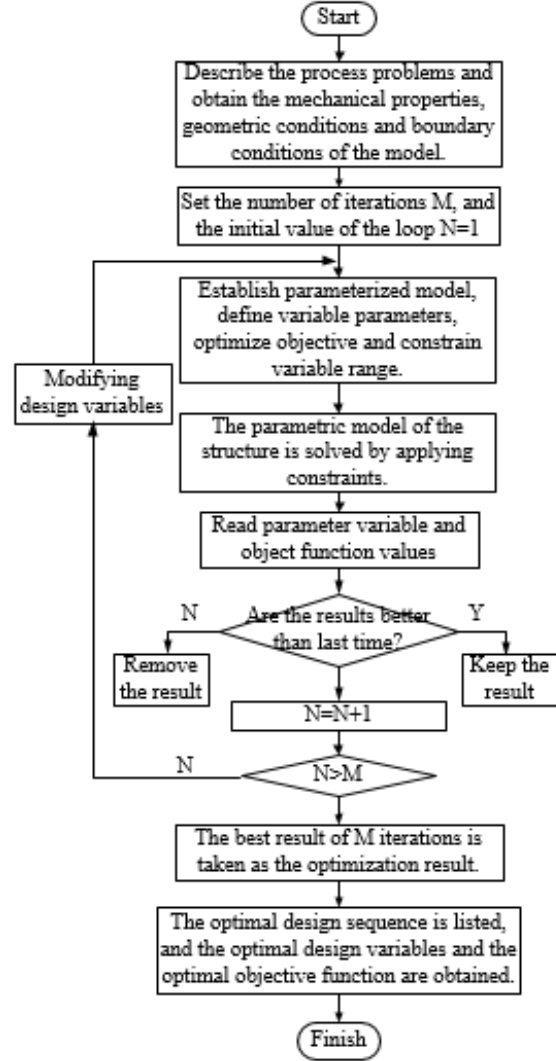 Start
Describe the process problems and
obtain the mechanical properties,
geometric conditions and boundary
conditions of the model.
Set the number of iterations M, and
the initial value of the loop N=1
Establish parameterized model,
define variable parameters,
optimize objective and constrain
variable range.
Modifying
design variables
The parametric model of the
structure is solved by applying
constraints.
Read parameter variable and
object function values
N
Are the results better
than last time?
Y
Remove
the result
Keep the
result
N=N+1
N
N>M
The best result of M iterations is
taken as the optimization result.
The optimal design sequence is listed,
and the optimal design variables and the
optimal objective function are obtained.
Finish